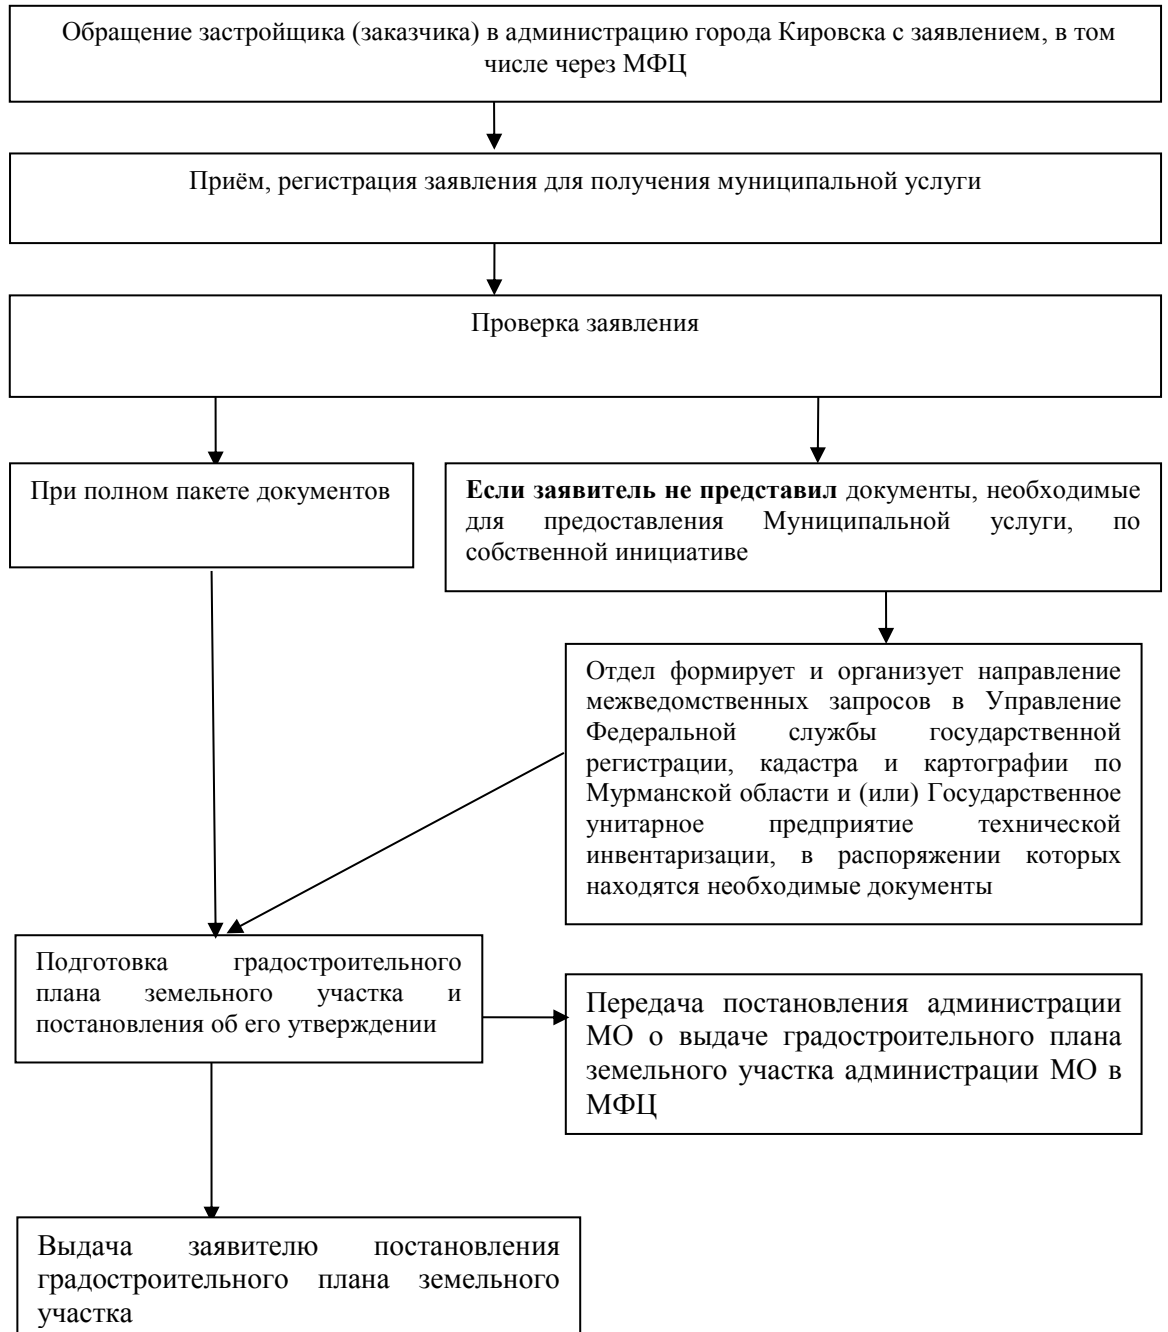 Обращение застройщика (заказчика) в администрацию города Кировска с заявлением, в том
числе через МФЦ
Приём, регистрация заявления для получения муниципальной услуги
Проверка заявления
При полном пакете документов
Если заявитель не представил документы, необходимые
для предоставления Муниципальной услуги, по
собственной инициативе
Отдел формирует и организует направление
межведомственных запросов в Управление
Федеральной службы государственной
регистрации, кадастра и картографии по
Мурманской области и (или) Государственное
унитарное предприятие технической
инвентаризации, в распоряжении которых
находятся необходимые документы
Подготовка градостроительного
плана земельного участка и
постановления об его утверждении
Передача постановления администрации
МО о выдаче градостроительного плана
земельного участка администрации МО в
МФЦ
Выдача заявителю постановления
градостроительного плана земельного
участка